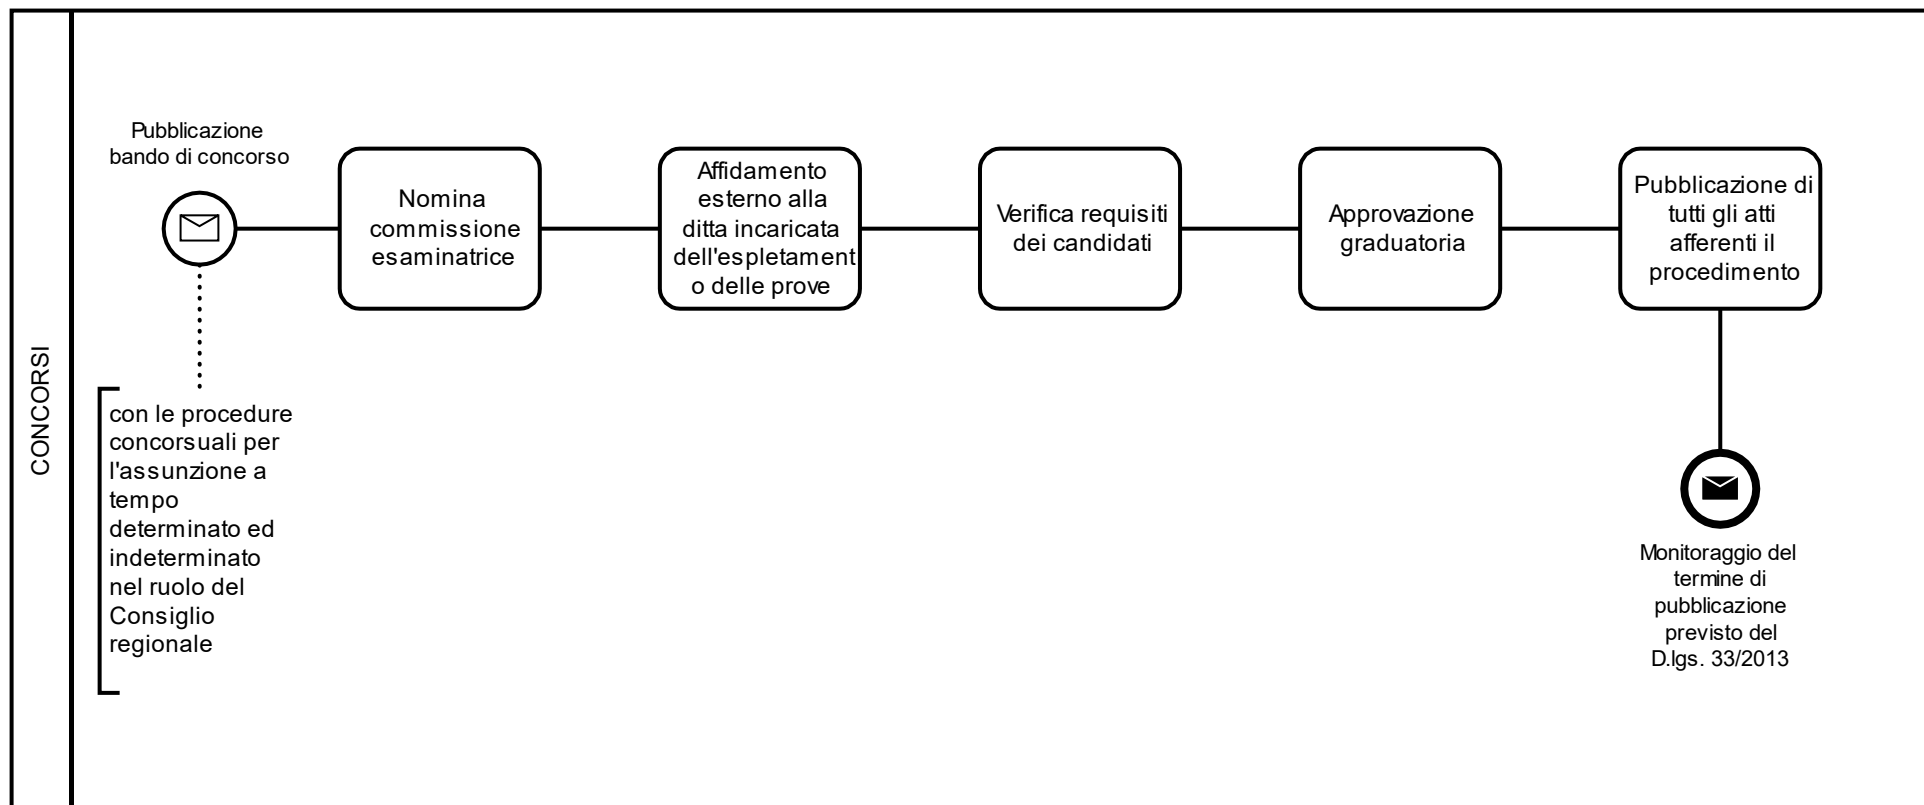 CONCORSI
Pubblicazione
bando di concorso
con le procedure
concorsuali per
l'assunzione a
tempo
determinato ed
indeterminato
nel ruolo del
Consiglio
regionale
Nomina
commissione
esaminatrice
Affidamento
esterno alla
ditta incaricata
dell'espletament
o delle prove
Verifica requisiti
dei candidati
Approvazione
graduatoria
Pubblicazione di
tutti gli atti
afferenti il
procedimento
Monitoraggio del
termine di
pubblicazione
previsto del
D.lgs. 33/2013